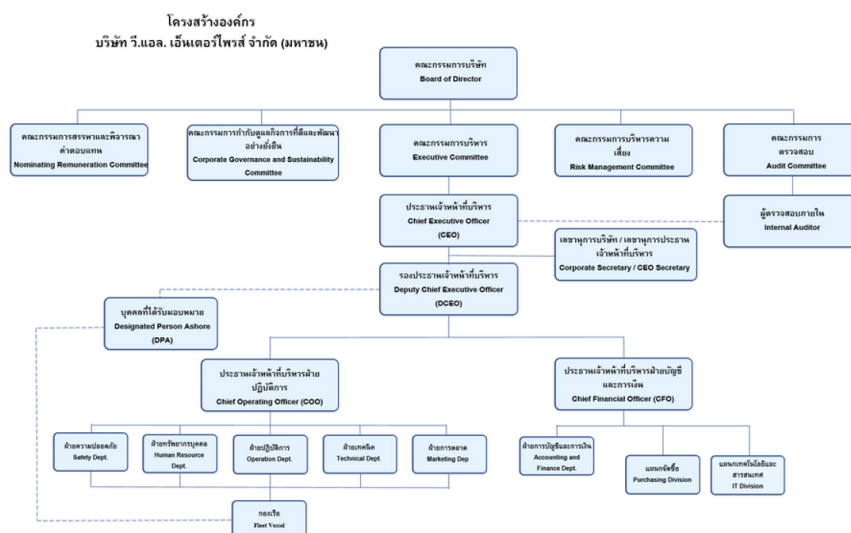 โครงสร้างองค์กร
บริษัท วี.แอล. เอ็นเตอร์ไพรส์ จำกัด (มหาชน)
คณะกรรมการบริษัท
Board of Director
คณะกรรมการสรรหาและพิจารณา
ค่าตอบแทน
Nominating Remuneration Committee
คณะกรรมการกำกับดูแลกิจการที่ดีและพัฒนา
อย่างยั่งยืน
Corporate Governance and Sustainability
Committee
คณะกรรมการบริหาร
Executive Committee
คณะกรรมการบริหารความ
เสี่ยง
Risk Management Committee
คณะกรรมการ
ตรวจสอบ
Audit Committee
ประธานเจ้าหน้าที่บริหาร
Chief Executive Officer
(CEO)
ผู้ตรวจสอบภายใน
Internal Auditor
เลขานุการบริษัท / เลขานุการประธาน
เจ้าหน้าที่บริหาร
Corporate Secretary / CEO Secretary
รองประธานเจ้าหน้าที่บริหาร
Deputy Chief Executive Officer
(DCEO)
บุคคลที่ได้รับมอบหมาย
Designated Person Ashore
(DPA)
ประธานเจ้าหน้าที่บริหารฝ่าย
ปฏิบัติการ
Chief Operating Officer (COO)
ประธานเจ้าหน้าที่บริหารฝ่ายบัญชี
และการเงิน
Chief Financial Officer (CFO)
ฝ่ายความปลอดภัย
Safety Dept.
ฝ่ายทรัพยากรบุคคล
Human Resource
Dept.
ฝ่ายปฏิบัติการ
Operation Dept.
ฝ่ายเทคนิค
Technical Dept.
ฝ่ายการตลาด
Marketing Dep
ฝ่ายการบัญชีและการเงิน
Accounting and
Finance Dept.
แผนกจัดซื้อ
Purchasing Division
แผนกเทคโนโลยีและ
สารสนเทศ
IT Division
กองเรือ
Fleet Vessel